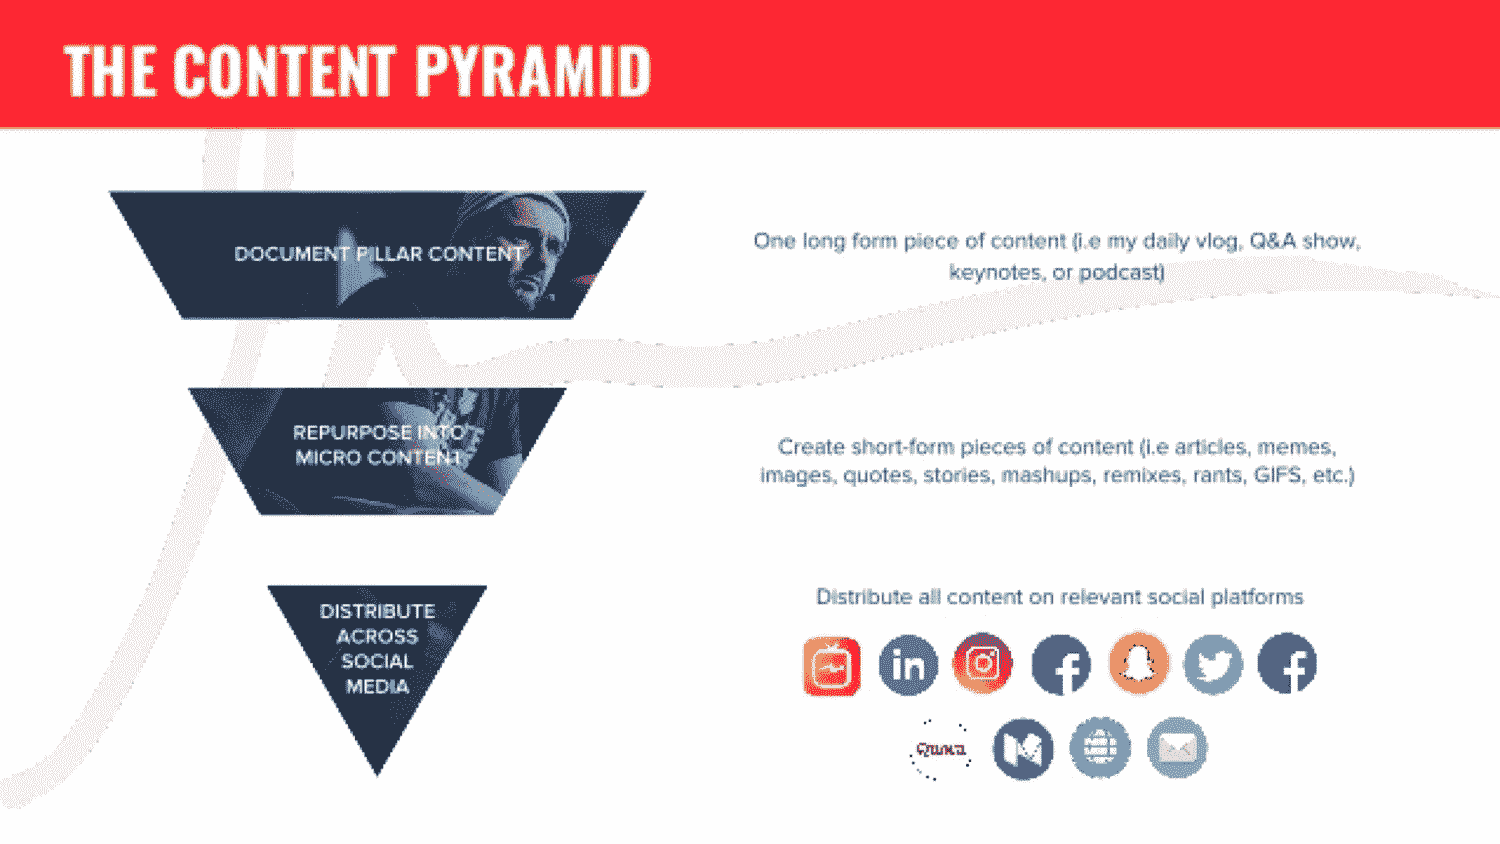 THE CONTENT PYRAMID
DOCUMENT PILLAR CONTENT
One long form piece of content (i.e my daily vlog, Q&A show,
keynotes, or podcast)
REPURPOSE INTO
MICRO CONTENT
Create short-form pieces of content (i.e articles, memes,
images, quotes, stories, mashups, remixes, rants, GIFS, etc.)
DISTRIBUTE
ACROSS
SOCIAL
MEDIA
Distribute all content on relevant social platforms
in
Quora